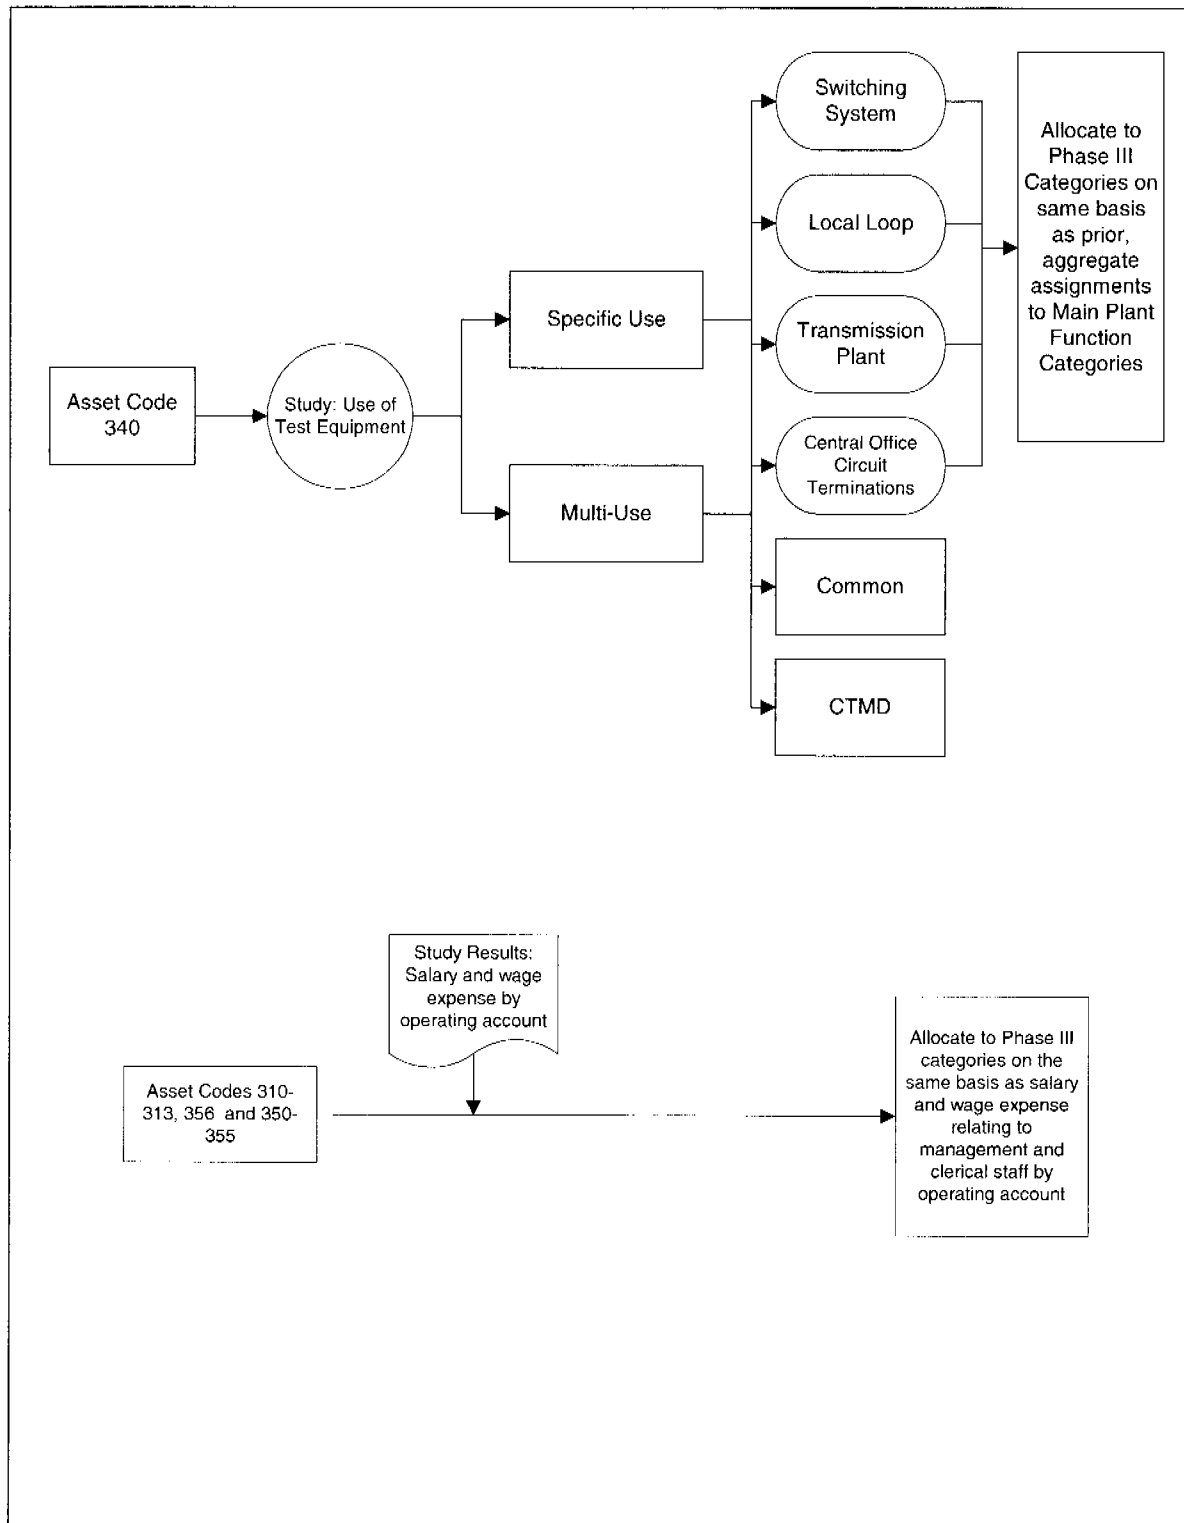 Switching
System
Local Loop
Transmission
Plant
Central Office
Circuit
Terminations
Common
CTMD
Allocate to
Phase III
Categories on
same basis
as prior,
aggregate
assignments
to Main Plant
Function
Categories
Specific Use
Multi-Use
Asset Code
340
Study: Use of
Test Equipment
Study Results:
Salary and wage
expense by
operating account
Asset Codes 310-
313, 356 and 350-
355
Allocate to Phase III
categories on the
same basis as salary
and wage expense
relating to
management and
clerical staff by
operating account